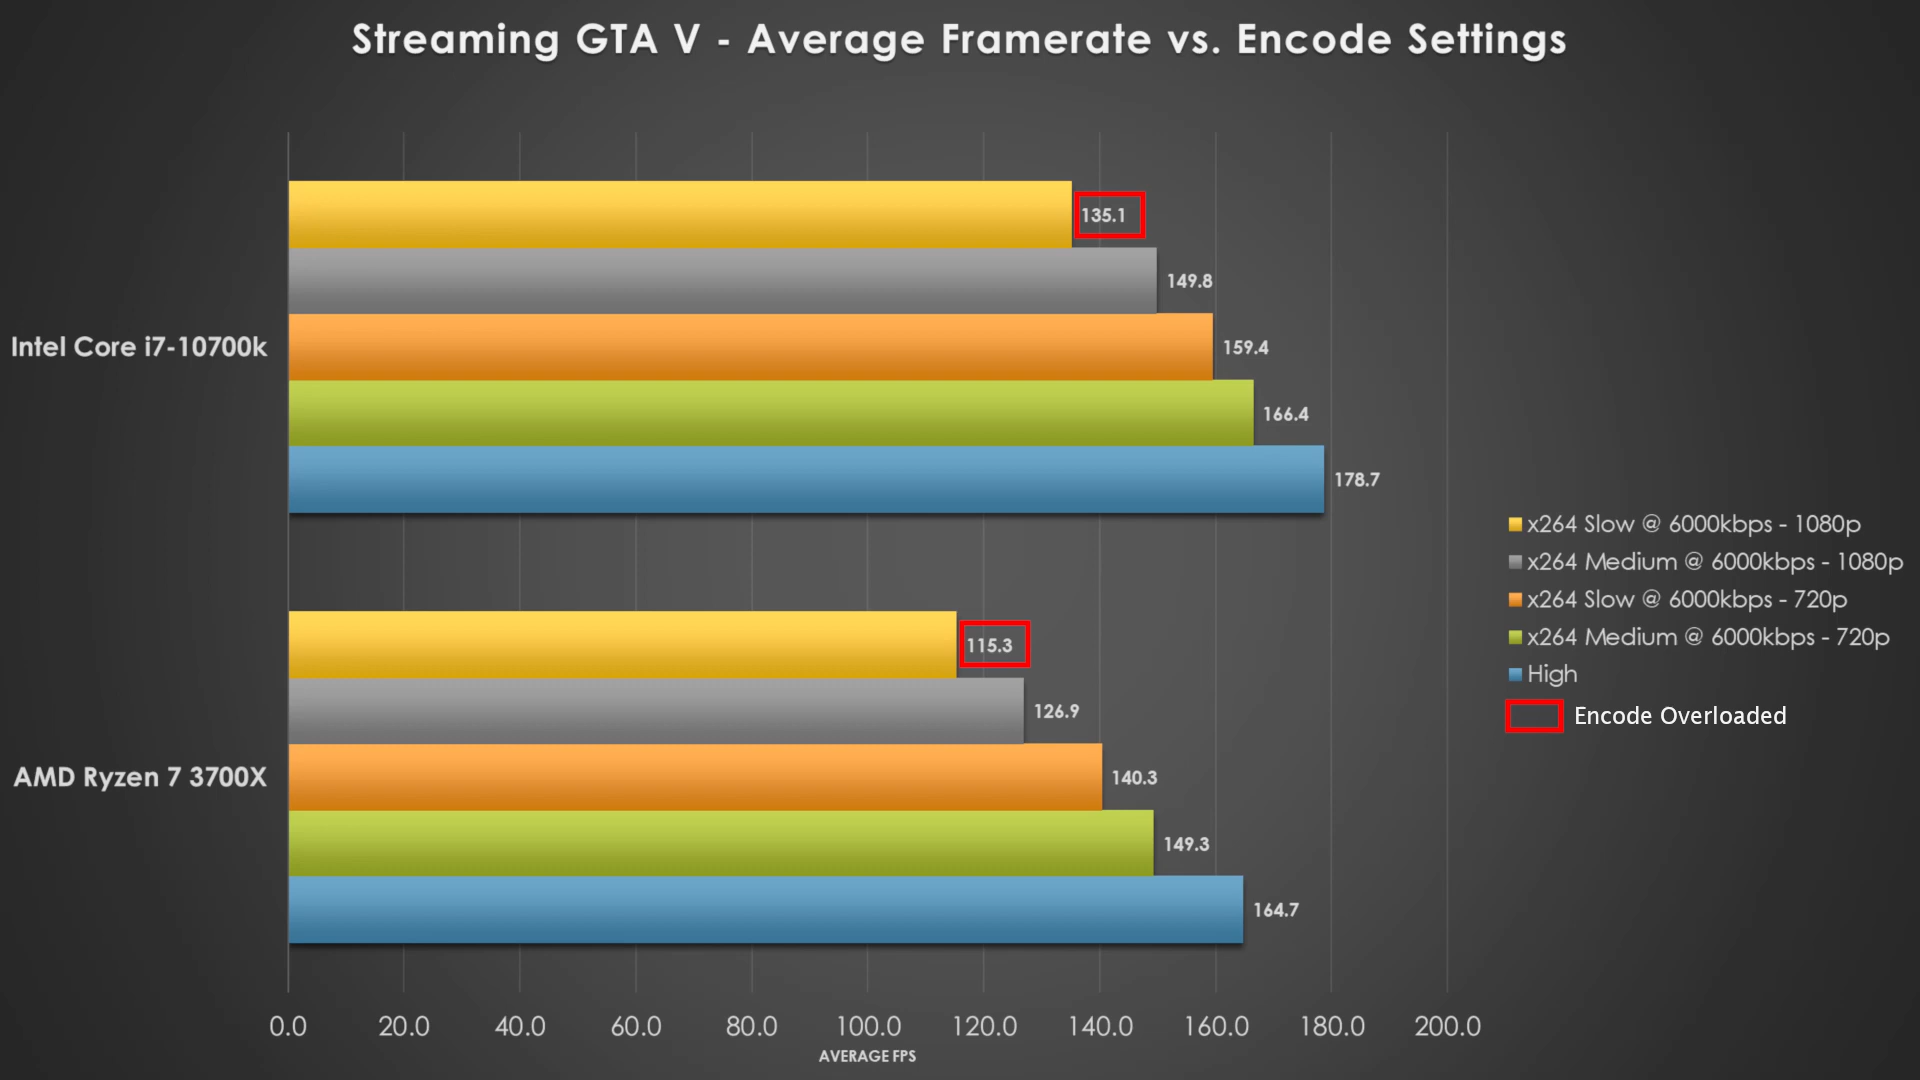 Streaming GTA V - Average Framerate vs. Encode Settings
135.1
149.8
Intel Core i7-10700k
159.4
166.4
178.7
115.3
126.9
AMD Ryzen 7 3700X
140.3
149.3
164.7
x264 Slow @ 6000kbps - 1080p
x264 Medium @ 6000kbps - 1080p
x264 Slow @ 6000kbps - 720p
x264 Medium @ 6000kbps - 720p
High
Encode Overloaded
0.0 20.0 40.0 60.0 80.0 100.0 120.0 140.0 160.0 180.0 200.0
AVERAGE FPS